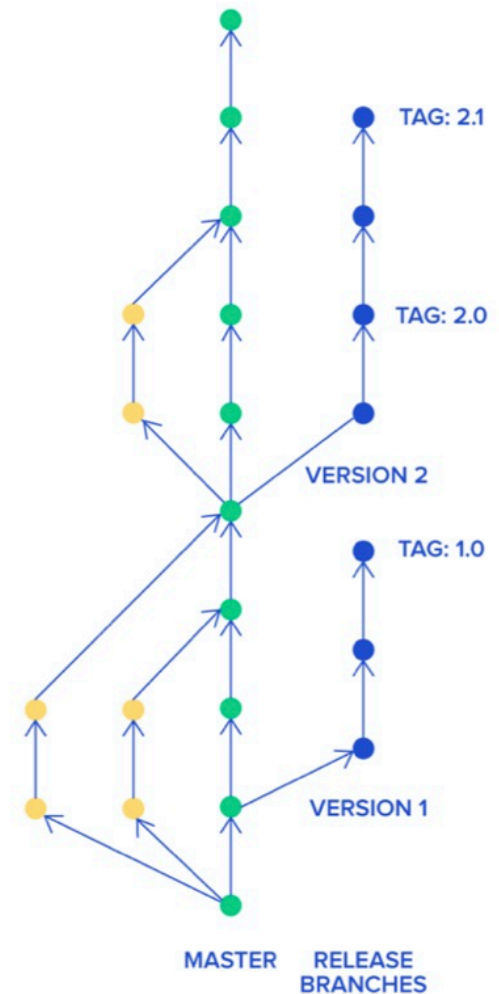 TAG: 2.1
TAG: 2.0
VERSION 2
TAG: 1.0
VERSION 1
MASTER
RELEASE
BRANCHES